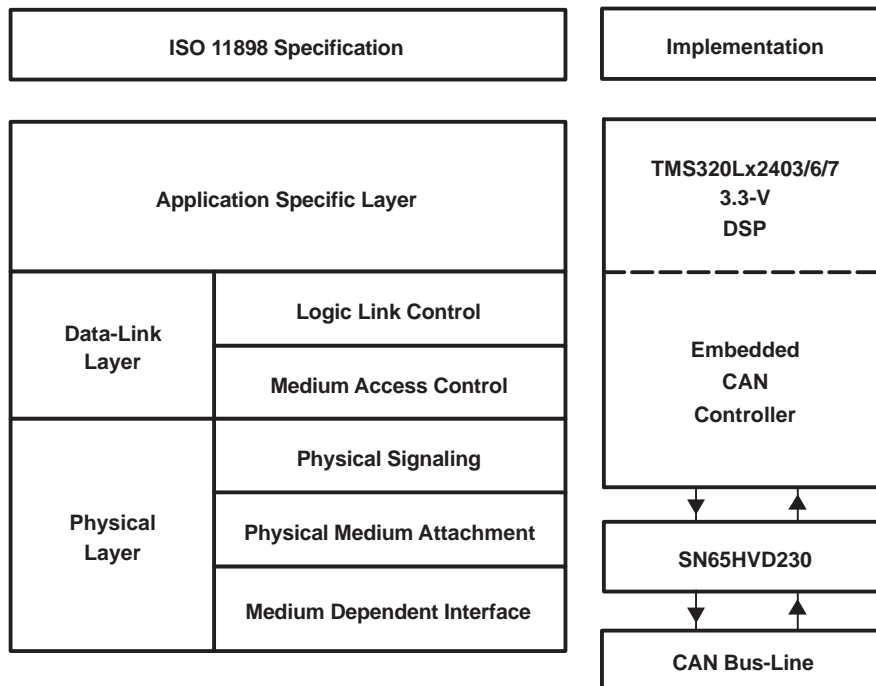 ISO 11898 Specification
Implementation
Application Specific Layer
Data-Link
Layer
Logic Link Control
Medium Access Control
Physical
Layer
Physical Signaling
Physical Medium Attachment
Medium Dependent Interface
TMS320Lx2403/6/7
3.3-V
DSP
Embedded
CAN
Controller
SN65HVD230
CAN Bus-Line